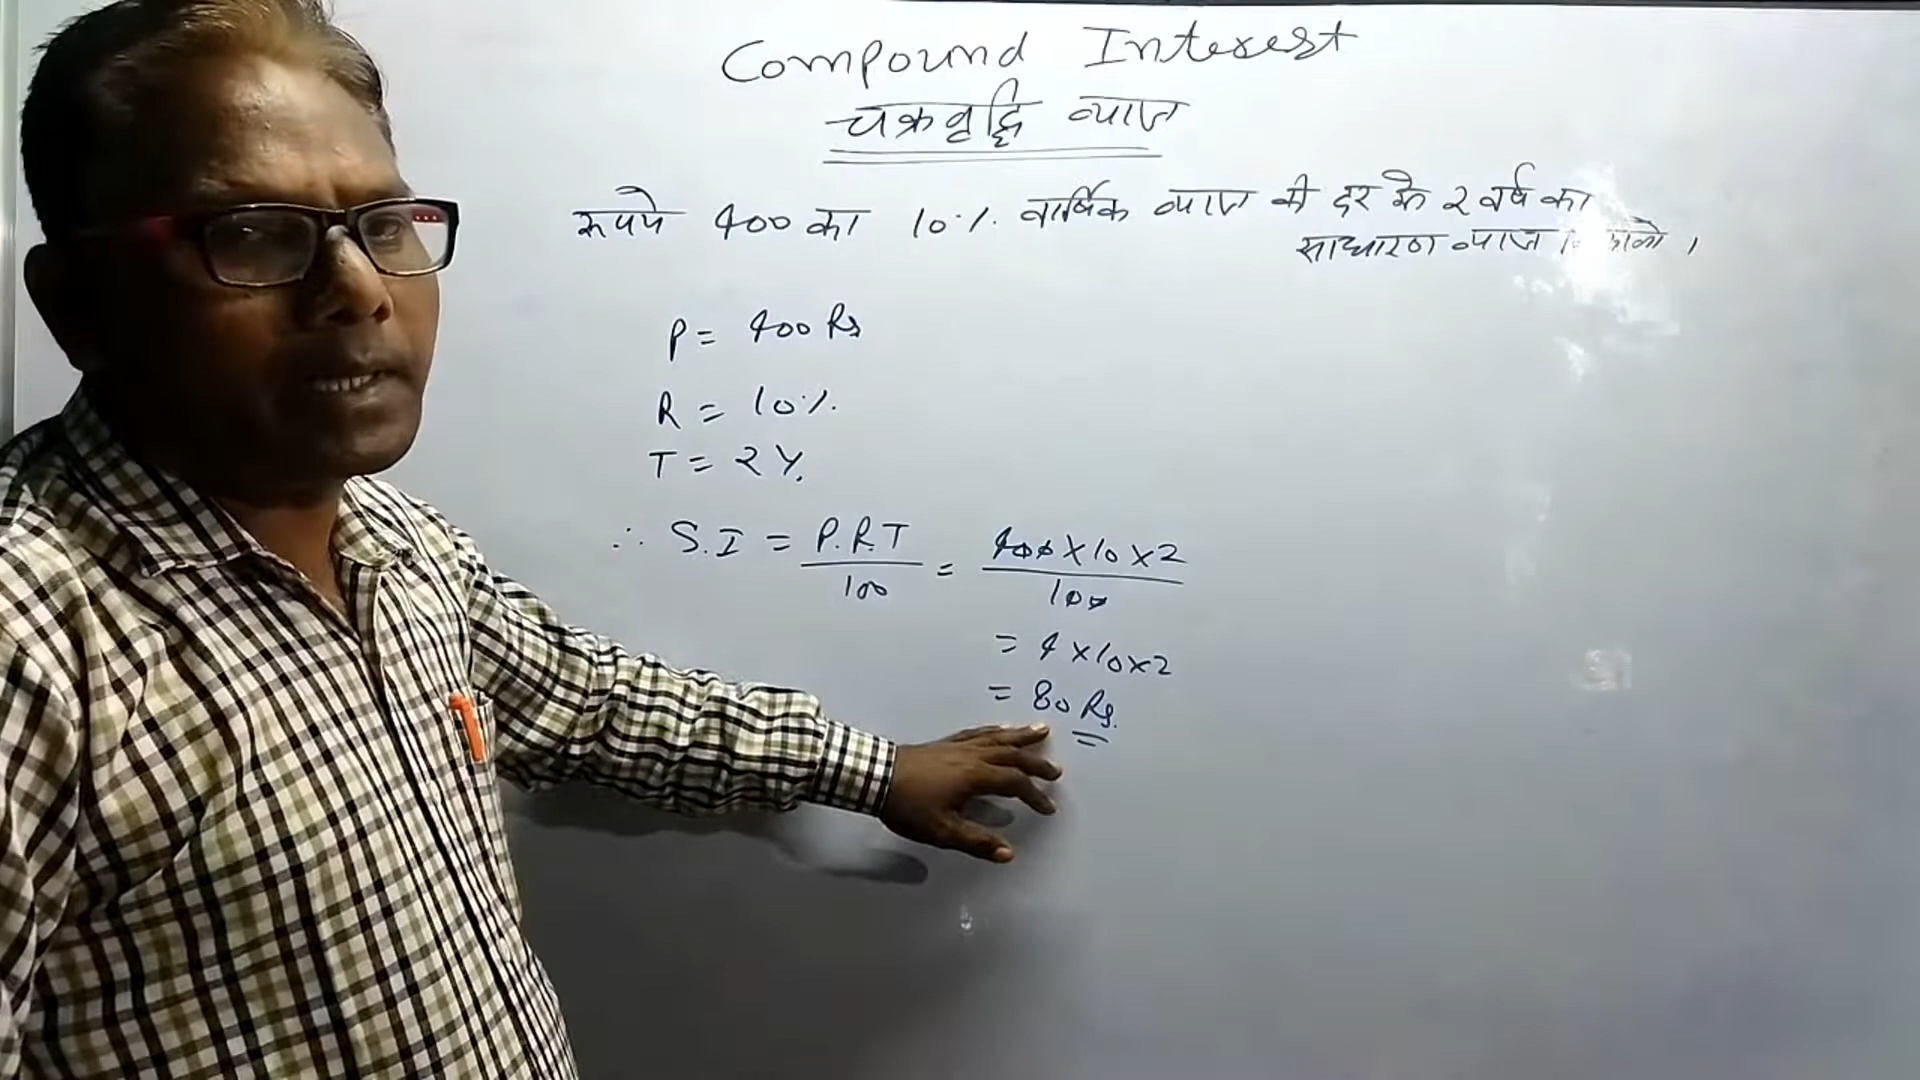 Compound Interest
चक्रवृद्धि ब्याज
रूपये 400 का 10% वार्षिक ब्याज की दर के 2 वर्ष का
साधारण ब्याज ।
P = 400 Rs
R = 10%
T = 2 Y.
∴ S.I = P.R.T / 100 = 400 x 10 x 2 / 100
= 4 x 10 x 2
= 80 Rs.